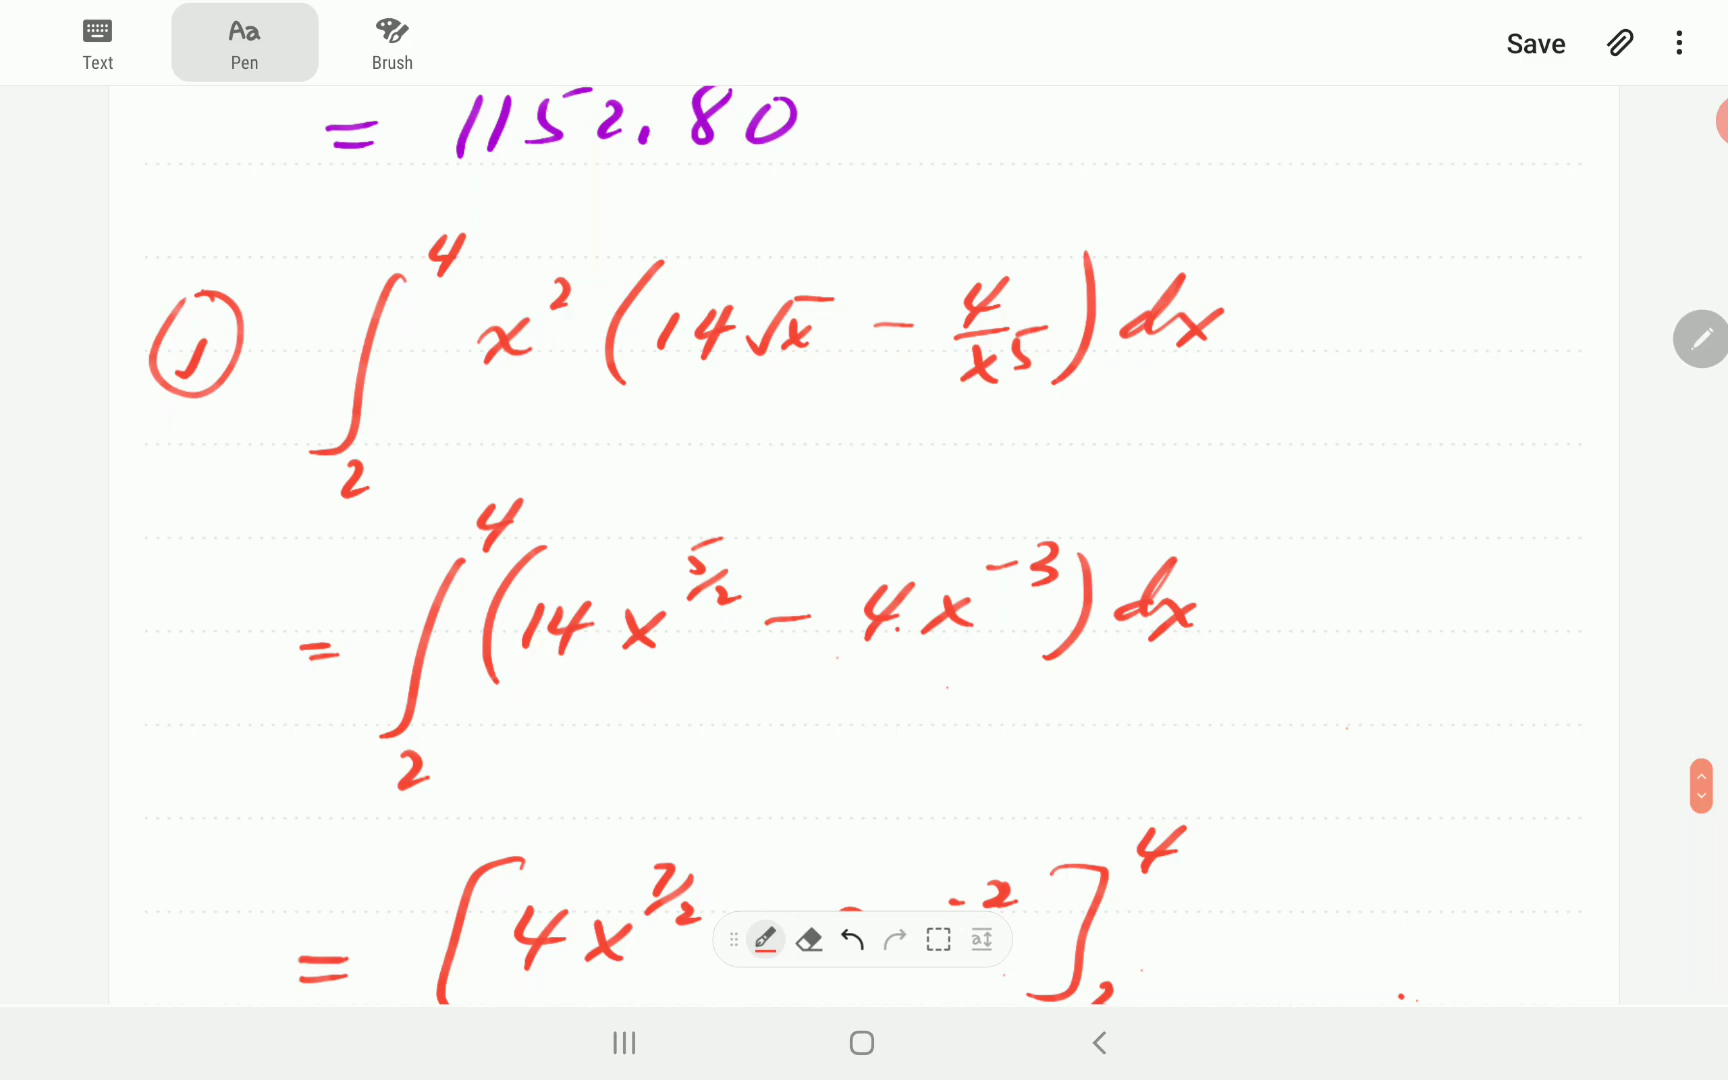 Text Pen Brush Save
= 1152.80
① ∫₂⁴ x² (14√x − 4/x⁵) dx
= ∫₂⁴ (14x^(5/2) − 4x^(−3)) dx
= [4x^(7/2) ^(−2)]₂⁴